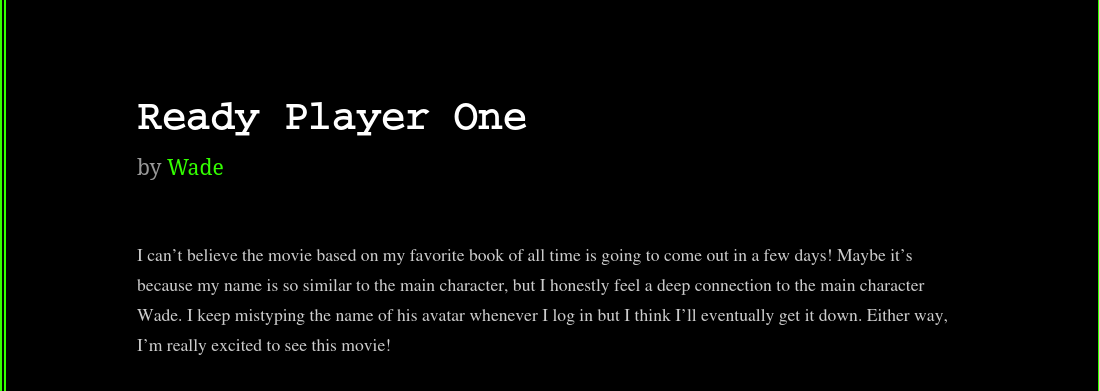 Ready Player One
by Wade
I can’t believe the movie based on my favorite book of all time is going to come out in a few days! Maybe it’s
because my name is so similar to the main character, but I honestly feel a deep connection to the main character
Wade. I keep mistyping the name of his avatar whenever I log in but I think I’ll eventually get it down. Either way,
I’m really excited to see this movie!